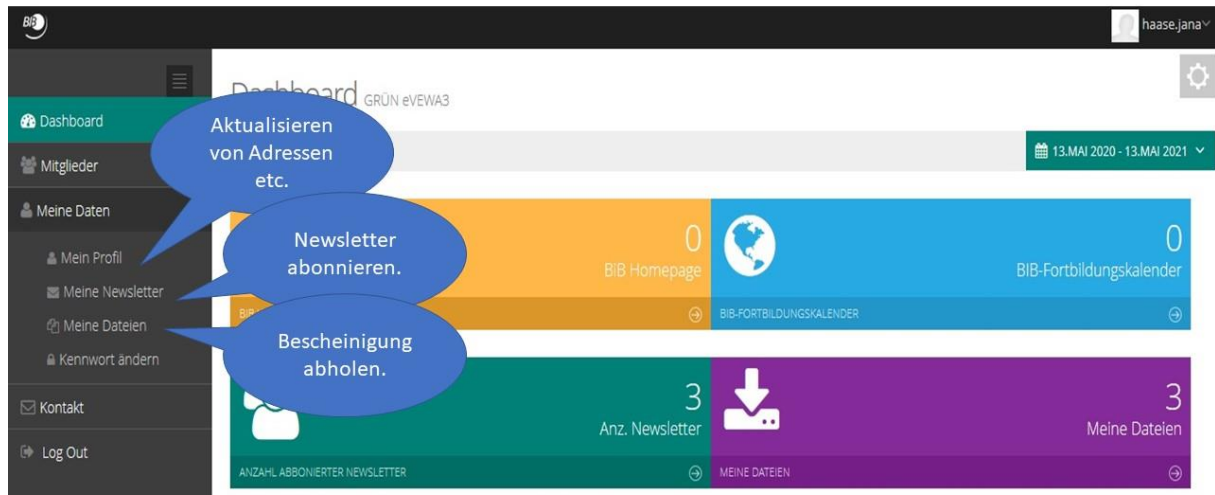 BIB
haase.jana
Dashboard GRÜN eVEWA3
Dashboard
Mitglieder
Meine Daten
Mein Profil
Meine Newsletter
Meine Dateien
Kennwort ändern
Kontakt
Log Out
Aktualisieren
von Adressen
etc.
Newsletter
abonnieren.
Bescheinigung
abholen.
13.MAI 2020 - 13.MAI 2021
0
BIB Homepage
0
BIB-Fortbildungskalender
BIB-FORTBILDUNGSKALENDER
3
Anz. Newsletter
ANZAHL ABBONIERTER NEWSLETTER
3
Meine Dateien
MEINE DATEIEN